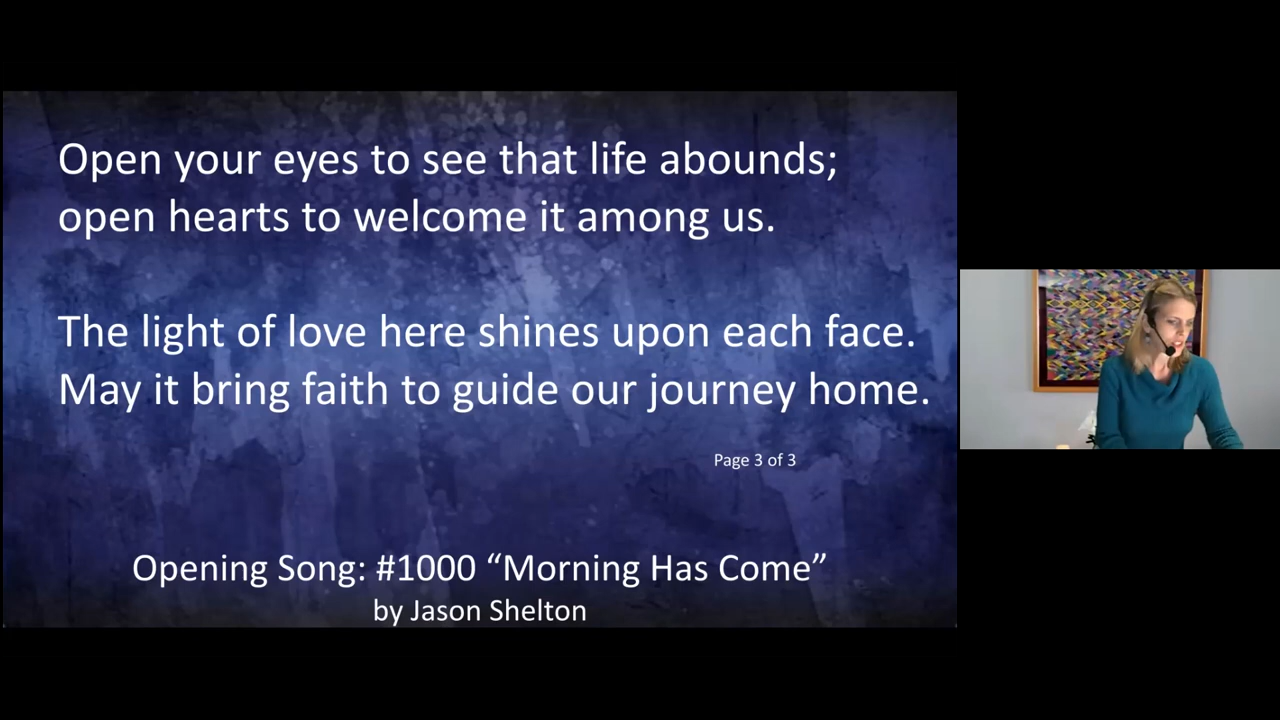 Open your eyes to see that life abounds;
open hearts to welcome it among us.
The light of love here shines upon each face.
May it bring faith to guide our journey home.
Page 3 of 3
Opening Song: #1000 “Morning Has Come”
by Jason Shelton